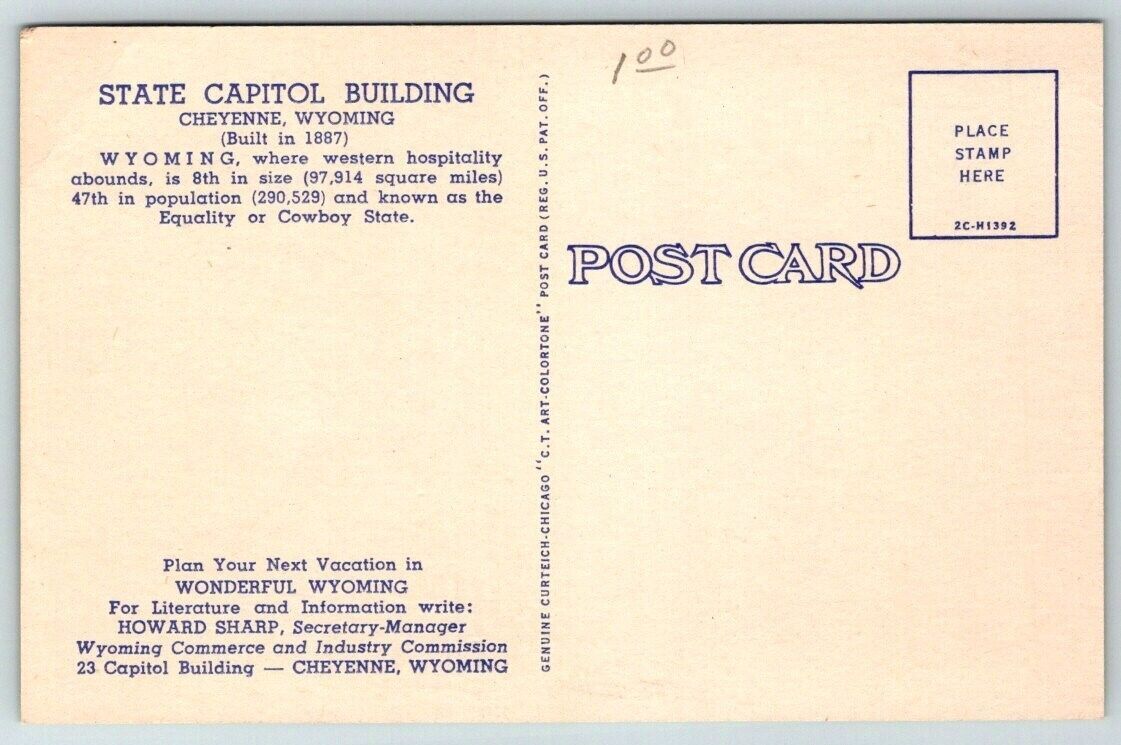 STATE CAPITOL BUILDING
CHEYENNE, WYOMING
(Built in 1887)
WYOMING, where western hospitality
abounds, is 8th in size (97,914 square miles)
47th in population (290,529) and known as the
Equality or Cowboy State.
Plan Your Next Vacation in
WONDERFUL WYOMING
For Literature and Information write:
HOWARD SHARP, Secretary-Manager
Wyoming Commerce and Industry Commission
23 Capitol Building — CHEYENNE, WYOMING
GENUINE CURTEICH-CHICAGO "C.T. ART-COLORTONE" POST CARD (REG. U.S. PAT. OFF.)
1 00
POST CARD
PLACE
STAMP
HERE
2C-H1392